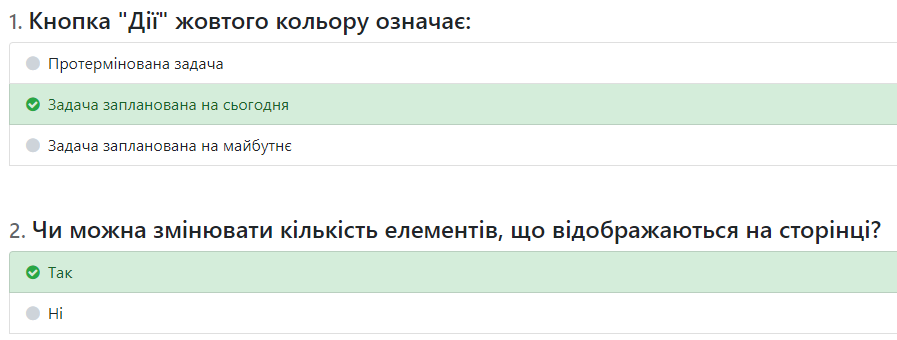 1. Кнопка "Дії" жовтого кольору означає:
Протермінована задача
Задача запланована на сьогодня
Задача запланована на майбутнє
2. Чи можна змінювати кількість елементів, що відображаються на сторінці?
Так
Ні